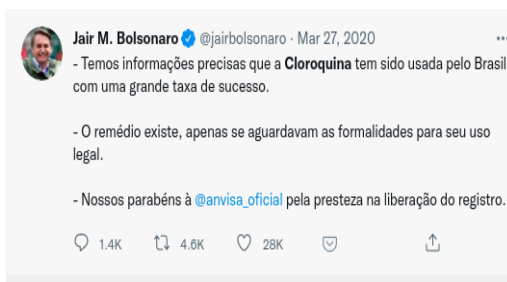 Jair M. Bolsonaro @jairbolsonaro · Mar 27, 2020 ...
- Temos informações precisas que a Cloroquina tem sido usada pelo Brasil
com uma grande taxa de sucesso.
- O remédio existe, apenas se aguardavam as formalidades para seu uso
legal.
- Nossos parabéns à @anvisa_oficial pela presteza na liberação do registro.
1.4K 4.6K 28K